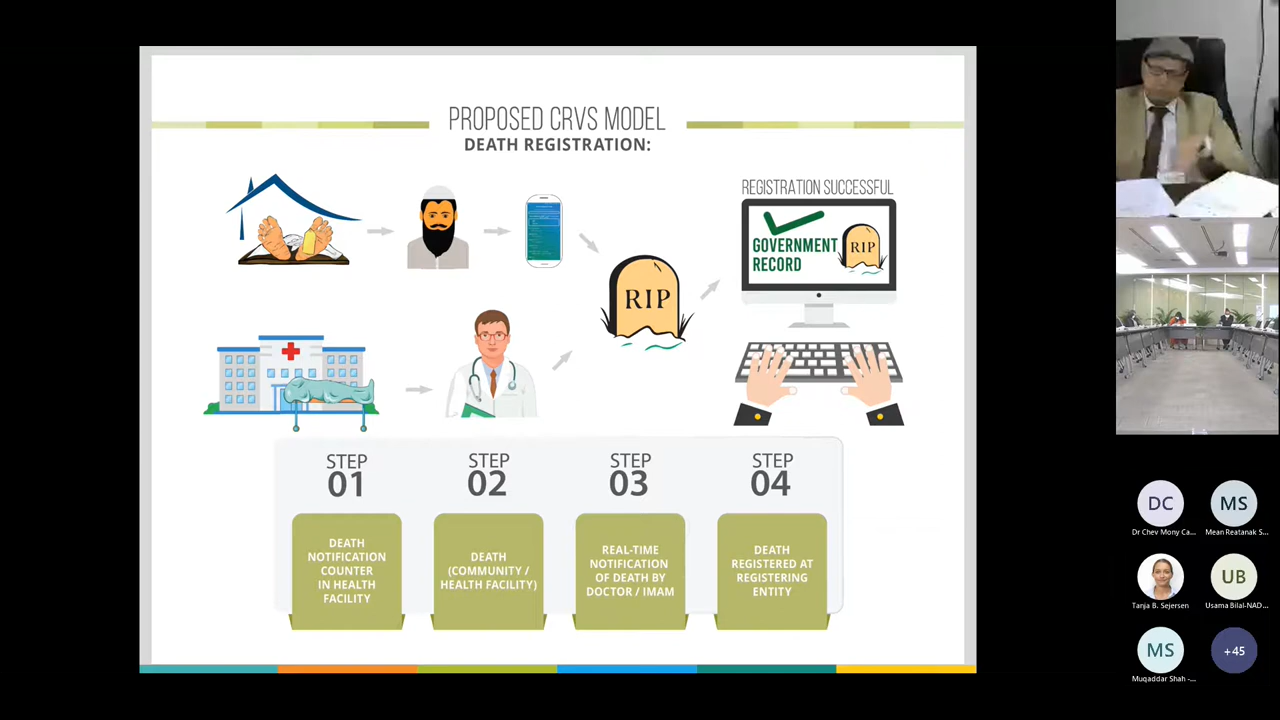 PROPOSED CRVS MODEL
DEATH REGISTRATION:
REGISTRATION SUCCESSFUL
GOVERNMENT
RECORD
RIP
RIP
STEP
01
STEP
02
STEP
03
STEP
04
DEATH
NOTIFICATION
COUNTER
IN HEALTH
FACILITY
DEATH
(COMMUNITY /
HEALTH FACILITY)
REAL-TIME
NOTIFICATION
OF DEATH BY
DOCTOR / IMAM
DEATH
REGISTERED AT
REGISTERING
ENTITY
DC
Dr Chev Mony Ca...
MS
Mean Reatanak S...
Tanja B. Sejersen
UB
Usama Bilal-NAD...
MS
Muqaddar Shah -...
+45